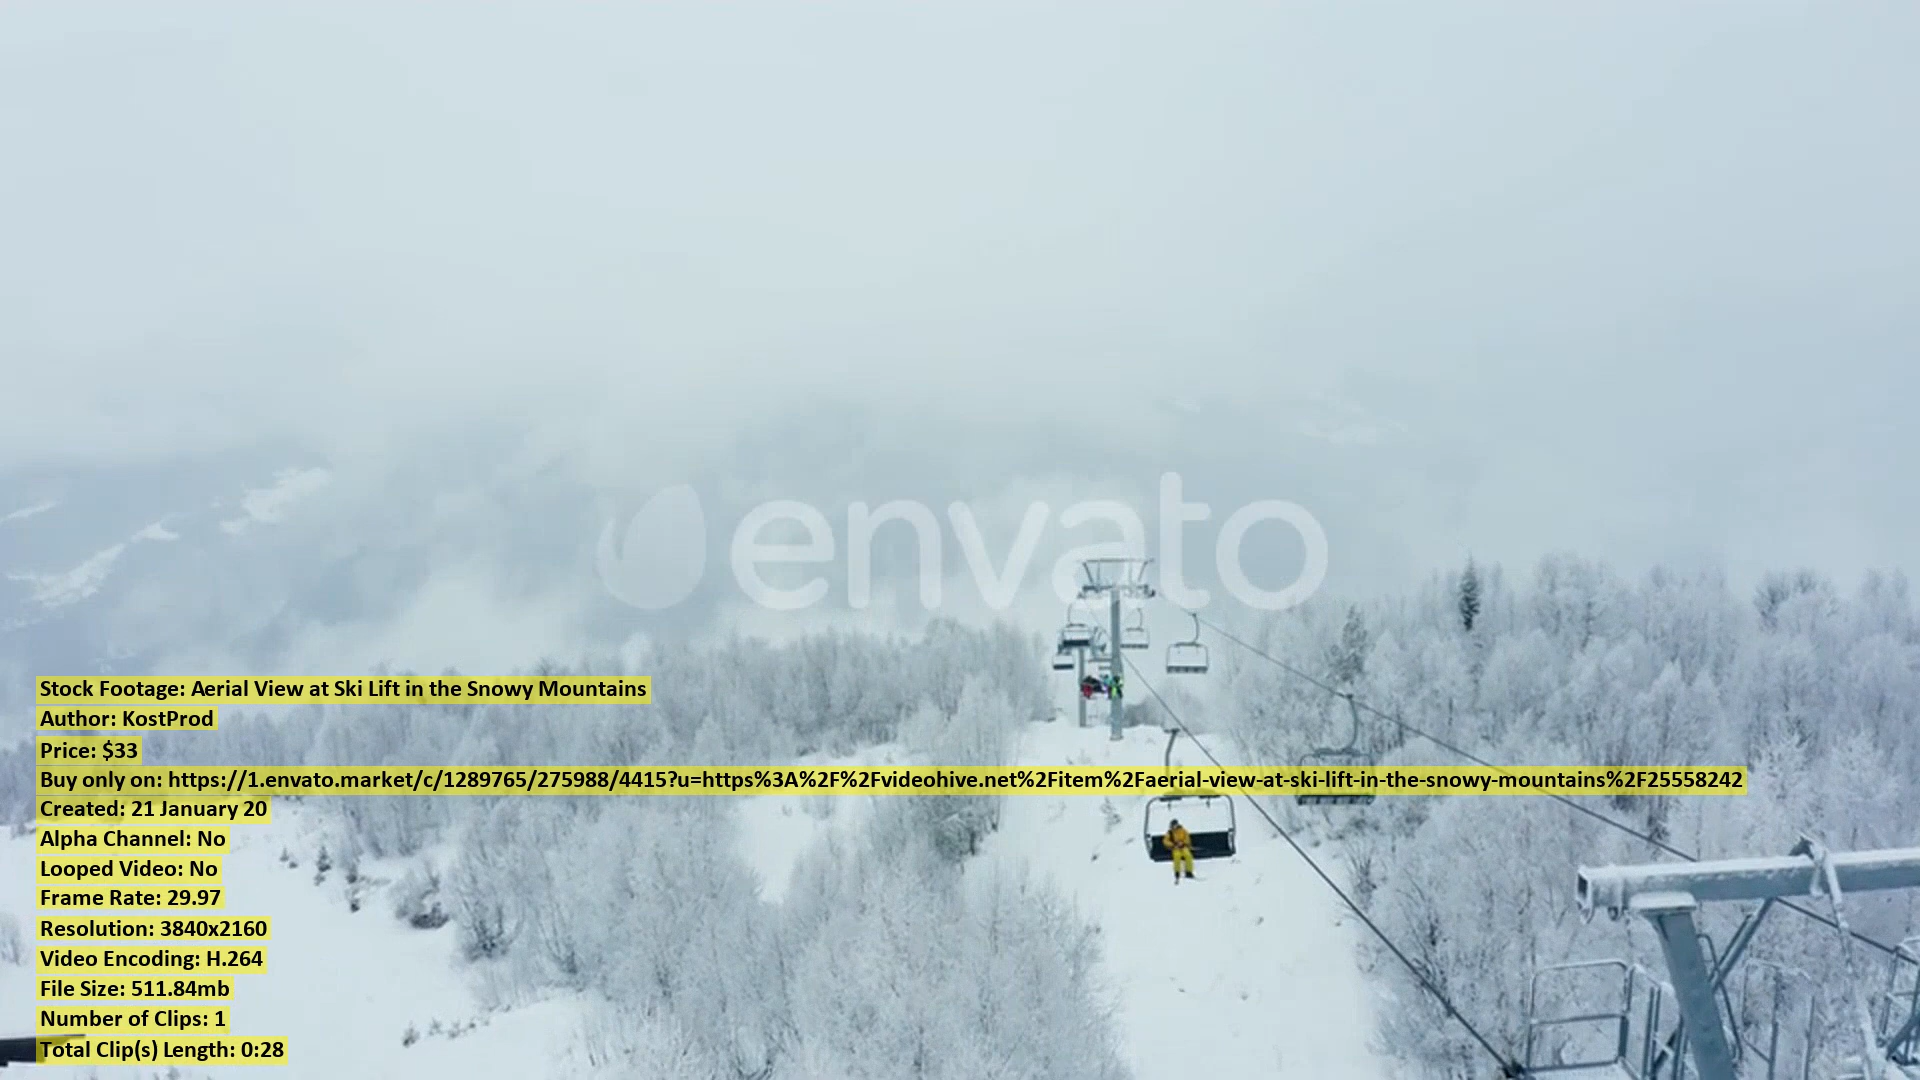 envato
Stock Footage: Aerial View at Ski Lift in the Snowy Mountains
Author: KostProd
Price: $33
Buy only on: https://1.envato.market/c/1289765/275988/4415?u=https%3A%2F%2Fvideohive.net%2Fitem%2Faerial-view-at-ski-lift-in-the-snowy-mountains%2F25558242
Created: 21 January 20
Alpha Channel: No
Looped Video: No
Frame Rate: 29.97
Resolution: 3840x2160
Video Encoding: H.264
File Size: 511.84mb
Number of Clips: 1
Total Clip(s) Length: 0:28